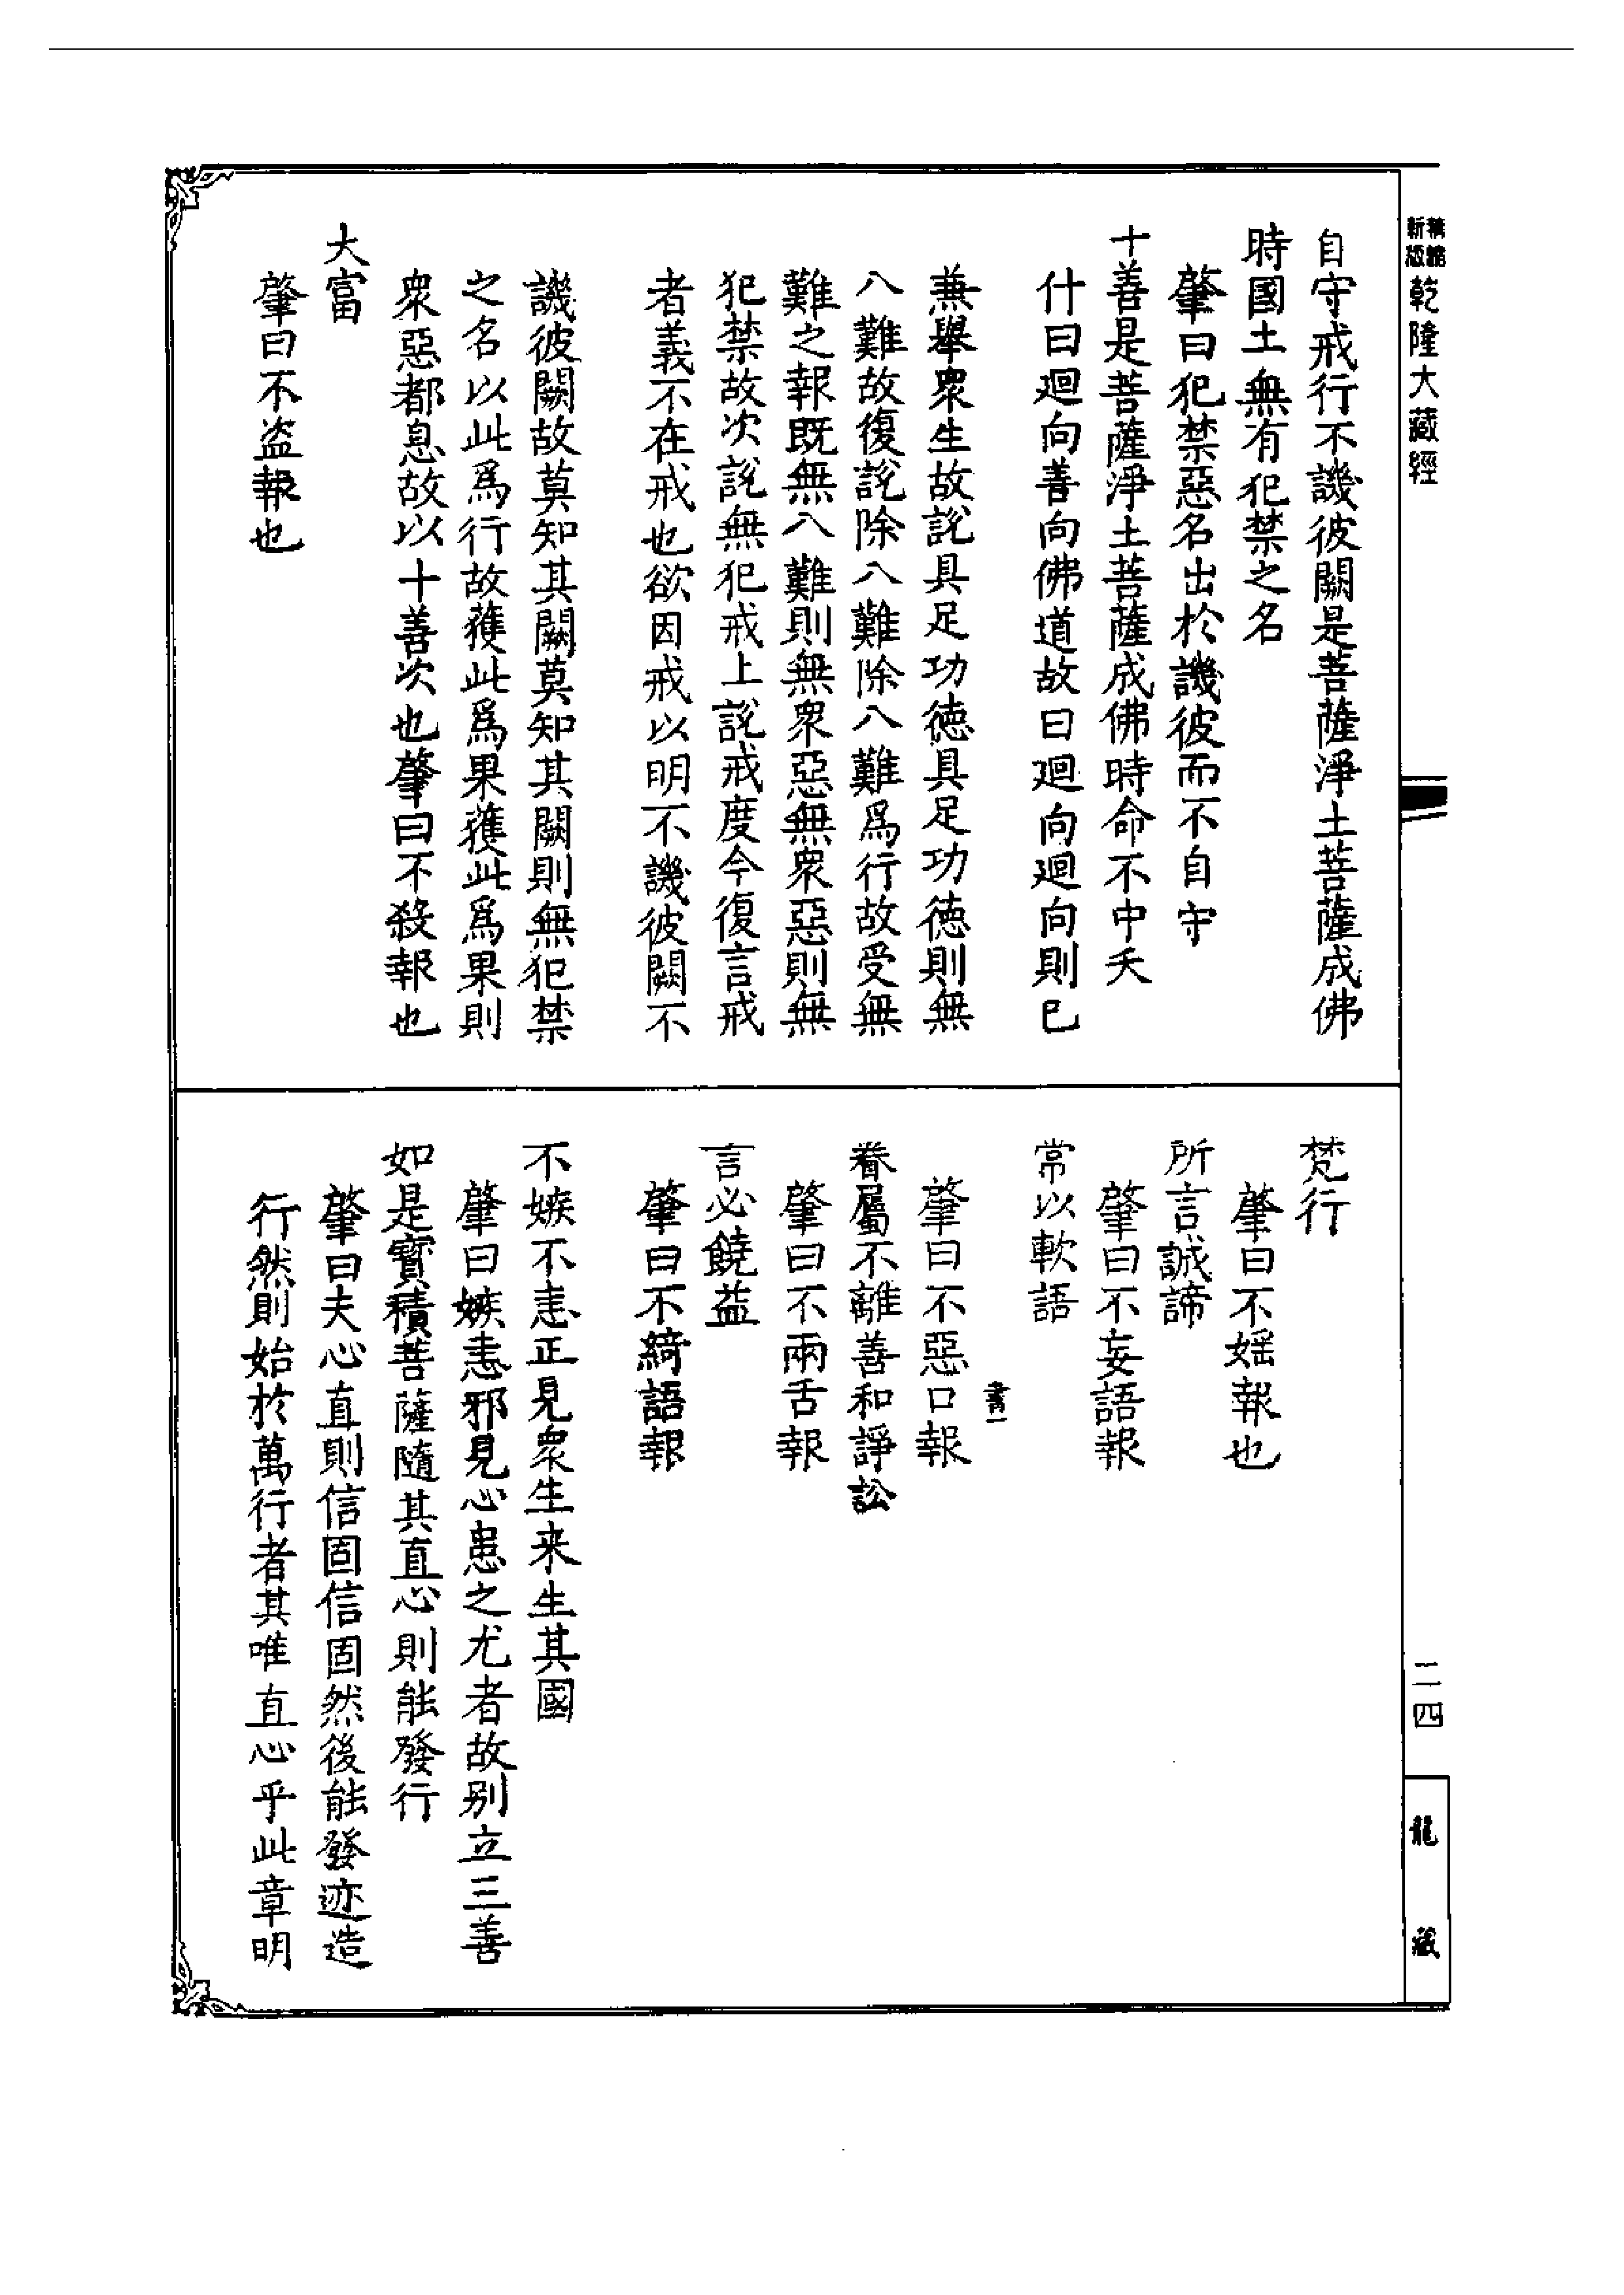 新版
乾隆大藏經
自守戒行不譏彼闕是菩薩淨土菩薩成佛
時國土無有犯禁之名
肇曰犯禁惡名出於譏彼而不自守
十善是菩薩淨土菩薩成佛時命不中夭
什曰迴向善向佛道故曰迴向迴向則已
兼舉衆生故說具足功德具足功德則無
八難故復說除八難除八難爲行故受無
難之報既無八難則無衆惡無衆惡則無
犯禁故次說無犯戒上說戒度今復言戒
者義不在戒也欲因戒以明不譏彼闕不
譏彼闕故莫知其闕莫知其闕則無犯禁
之名以此爲行故獲此爲果獲此爲果則
衆惡都息故以十善次也肇曰不殺報也
大富
肇曰不盜報也
梵行
肇曰不婬報也
所言誠諦
肇曰不妄語報
常以軟語
肇曰不惡口報
眷屬不離善和諍訟
肇曰不兩舌報
言必饒益
肇曰不綺語報
不嫉不恚正見衆生来生其國
肇曰嫉恚邪見心患之尤者故别立三善
如是寳積菩薩隨其直心則能發行
肇曰夫心直則信固信固然後能發迹造
行然則始於萬行者其唯直心乎此章明
二四
龍藏